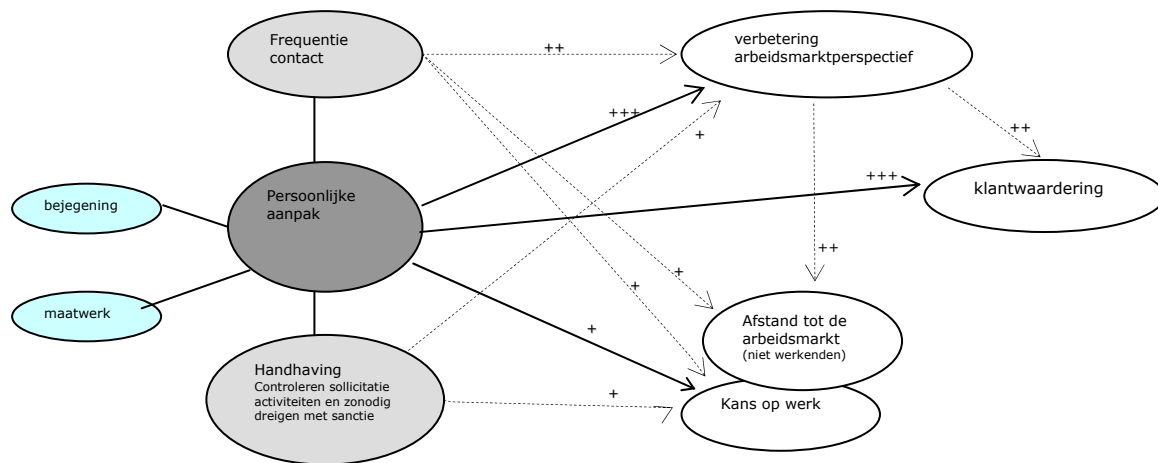 Frequentie
contact
++
verbetering
arbeidsmarktperspectief
+++
+
++
Persoonlijke
aanpak
+++
klantwaardering
bejegening
++
maatwerk
+
+
Afstand tot de
arbeidsmarkt
(niet werkenden)
+
Handhaving
Controleren sollicitatie
activiteiten en zonodig
dreigen met sanctie
+
Kans op werk